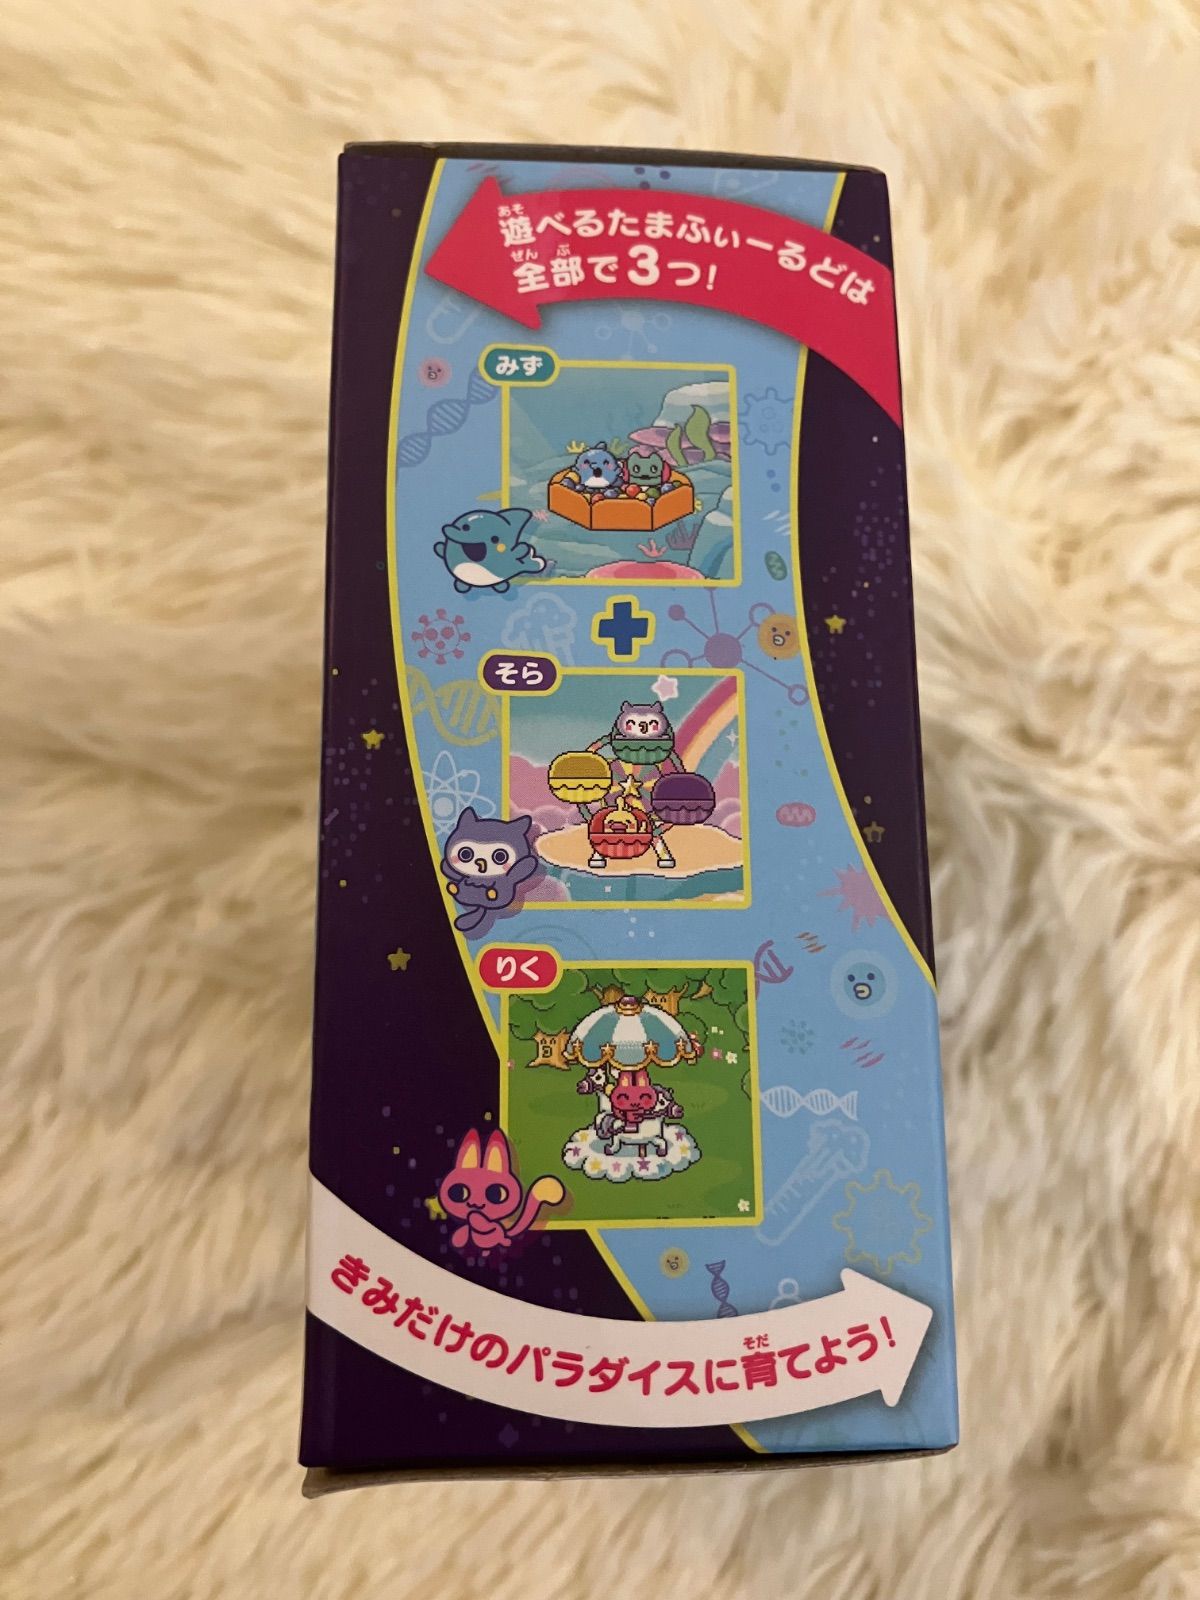 遊べるたまふぃーるどは
全部で3つ!
みず
そら
りく
きみだけのパラダイスに育てよう!